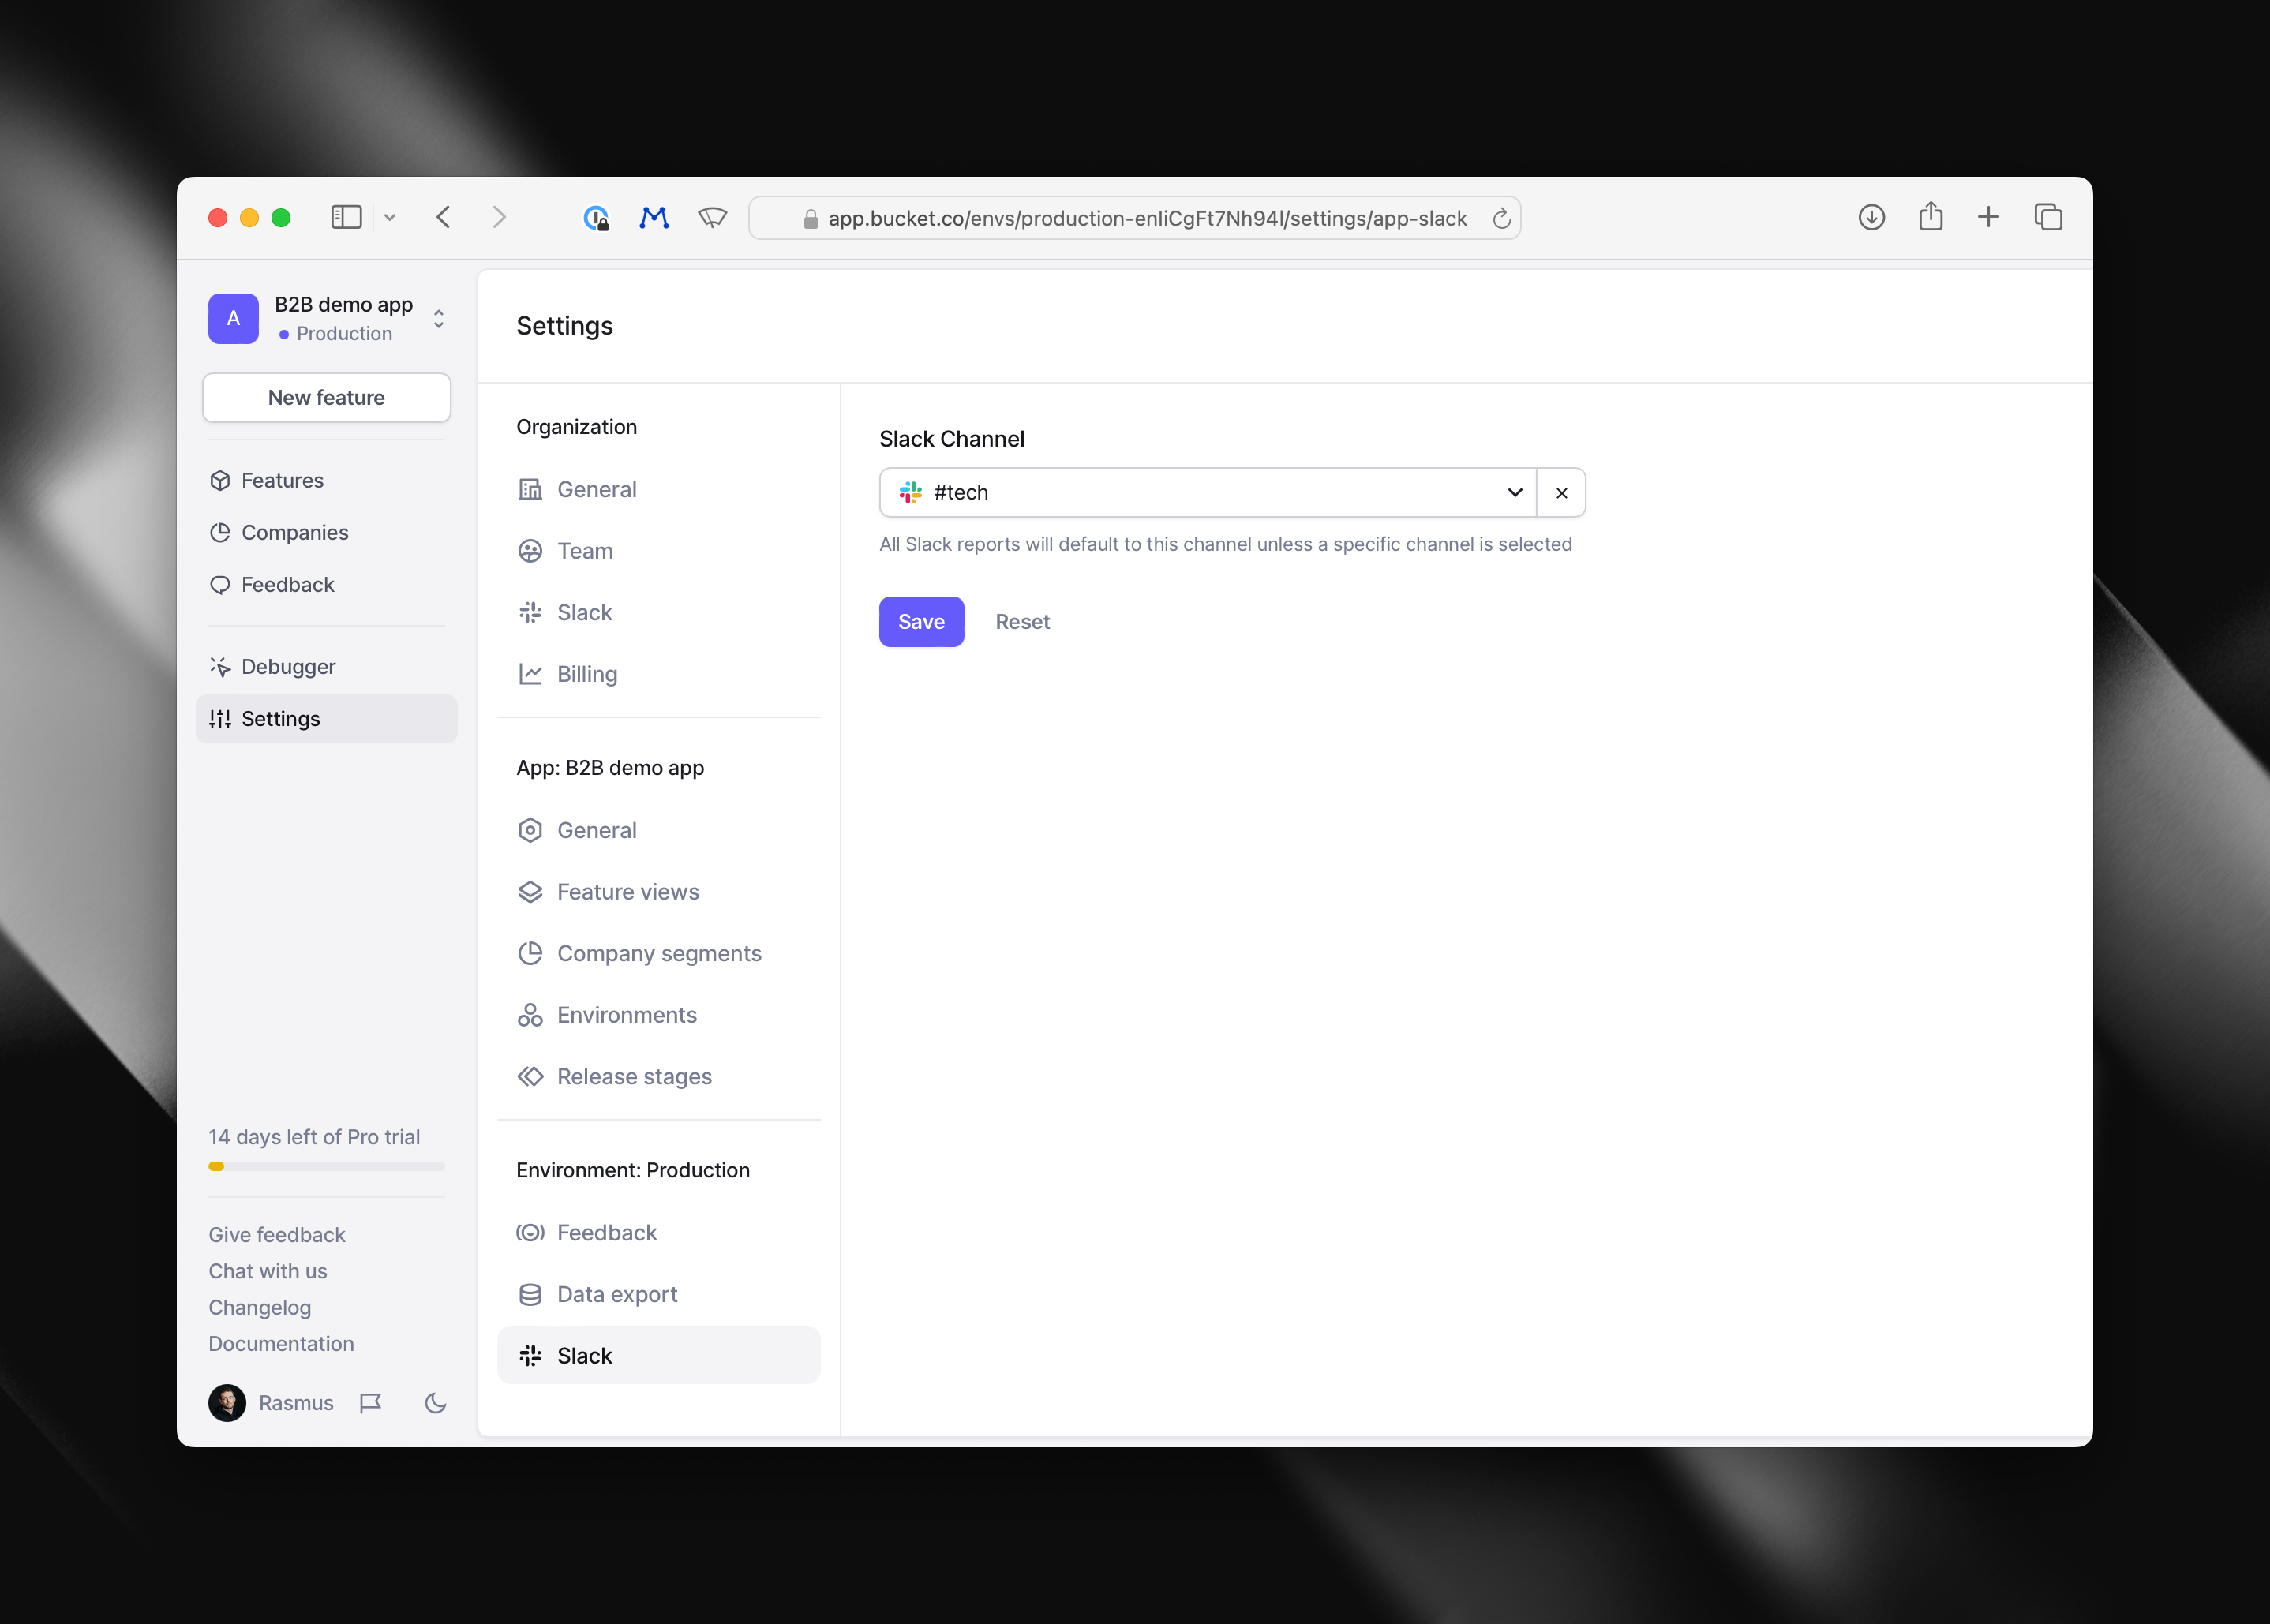 app.bucket.co/envs/production-enIiCgFt7Nh94l/settings/app-slack
A
B2B demo app
Production
New feature
Features
Companies
Feedback
Debugger
Settings
14 days left of Pro trial
Give feedback
Chat with us
Changelog
Documentation
Rasmus
Settings
Organization
General
Team
Slack
Billing
App: B2B demo app
General
Feature views
Company segments
Environments
Release stages
Environment: Production
Feedback
Data export
Slack
Slack Channel
#tech
All Slack reports will default to this channel unless a specific channel is selected
Save
Reset